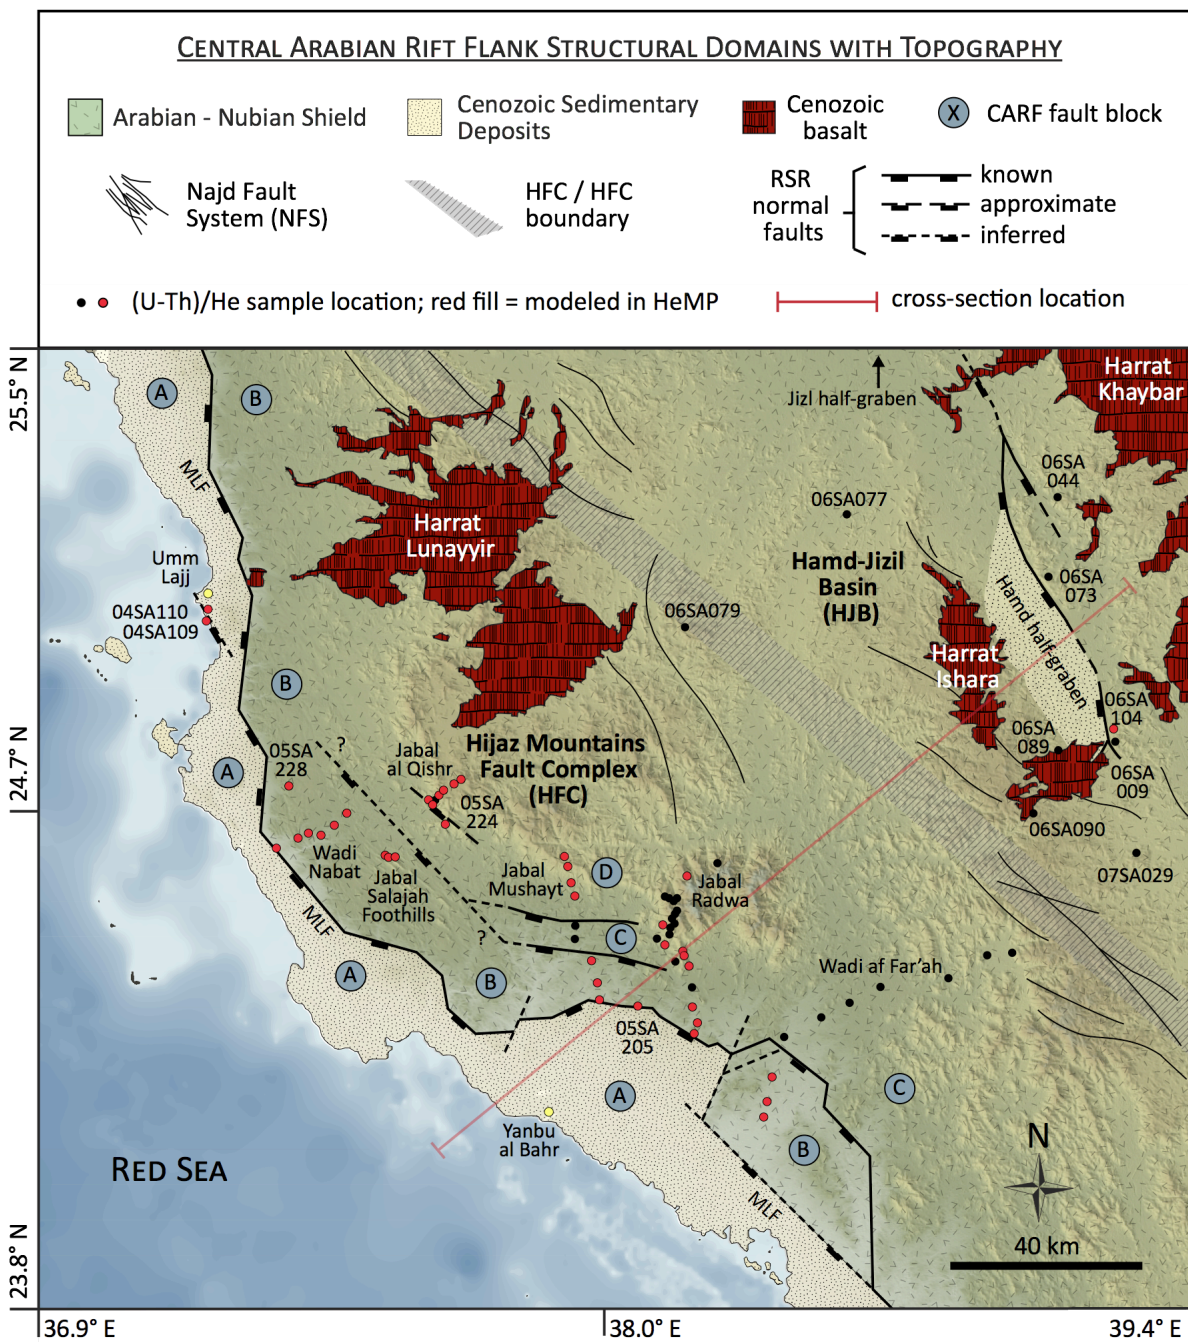 CENTRAL ARABIAN RIFT FLANK STRUCTURAL DOMAINS WITH TOPOGRAPHY
Arabian - Nubian Shield
Cenozoic Sedimentary
Deposits
Cenozoic
basalt
X
CARF fault block
Najd Fault
System (NFS)
HFC / HFC
boundary
RSR
normal
faults
known
approximate
inferred
(U-Th)/He sample location; red fill = modeled in HeMP
cross-section location
25.5° N
24.7° N
23.8° N
36.9° E
38.0° E
39.4° E
A
B
MLF
Jizl half-graben
Harrat
Khaybar
06SA
044
06SA077
Harrat
Lunayyir
Umm
Lajj
04SA110
04SA109
Hamd-Jizil
Basin
(HJB)
06SA
073
06SA079
Hamd half-graben
Harrat
Ishara
B
06SA
104
06SA
089
06SA
009
06SA090
07SA029
A
05SA
228
?
Jabal
al Qishr
Hijaz Mountains
Fault Complex
(HFC)
05SA
224
Wadi
Nabat
Jabal
Salajah
Foothills
Jabal
Mushayt
D
Jabal
Radwa
MLF
?
C
A
B
Wadi af Far'ah
05SA
205
A
C
Yanbu
al Bahr
B
MLF
RED SEA
N
40 km